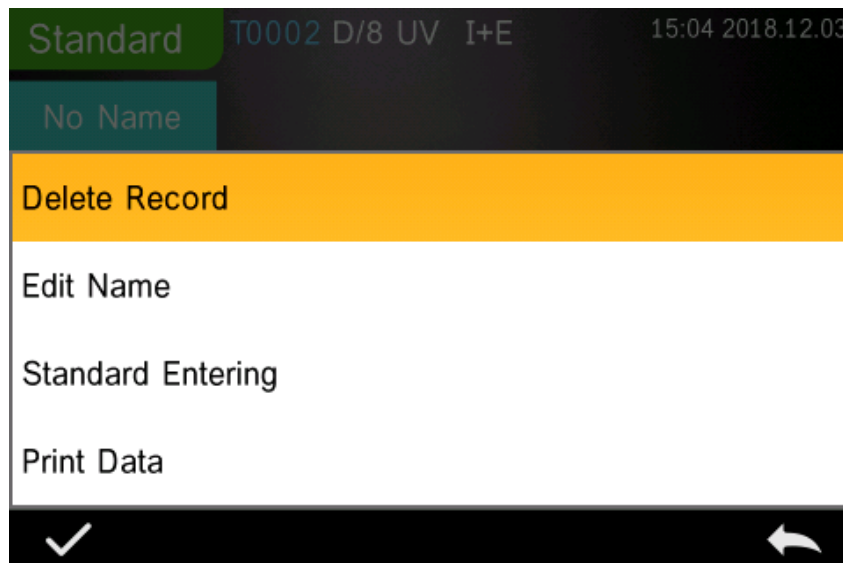 Standard T0002 D/8 UV I+E 15:04 2018.12.03
No Name
Delete Record
Edit Name
Standard Entering
Print Data